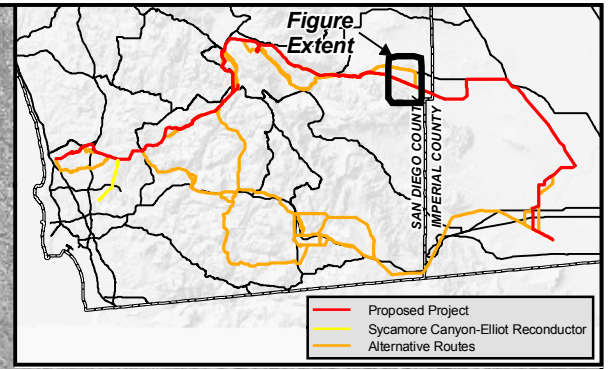 Figure
Extent
SAN DIEGO COUNTY
IMPERIAL COUNTY
Proposed Project
Sycamore Canyon-Elliot Reconductor
Alternative Routes